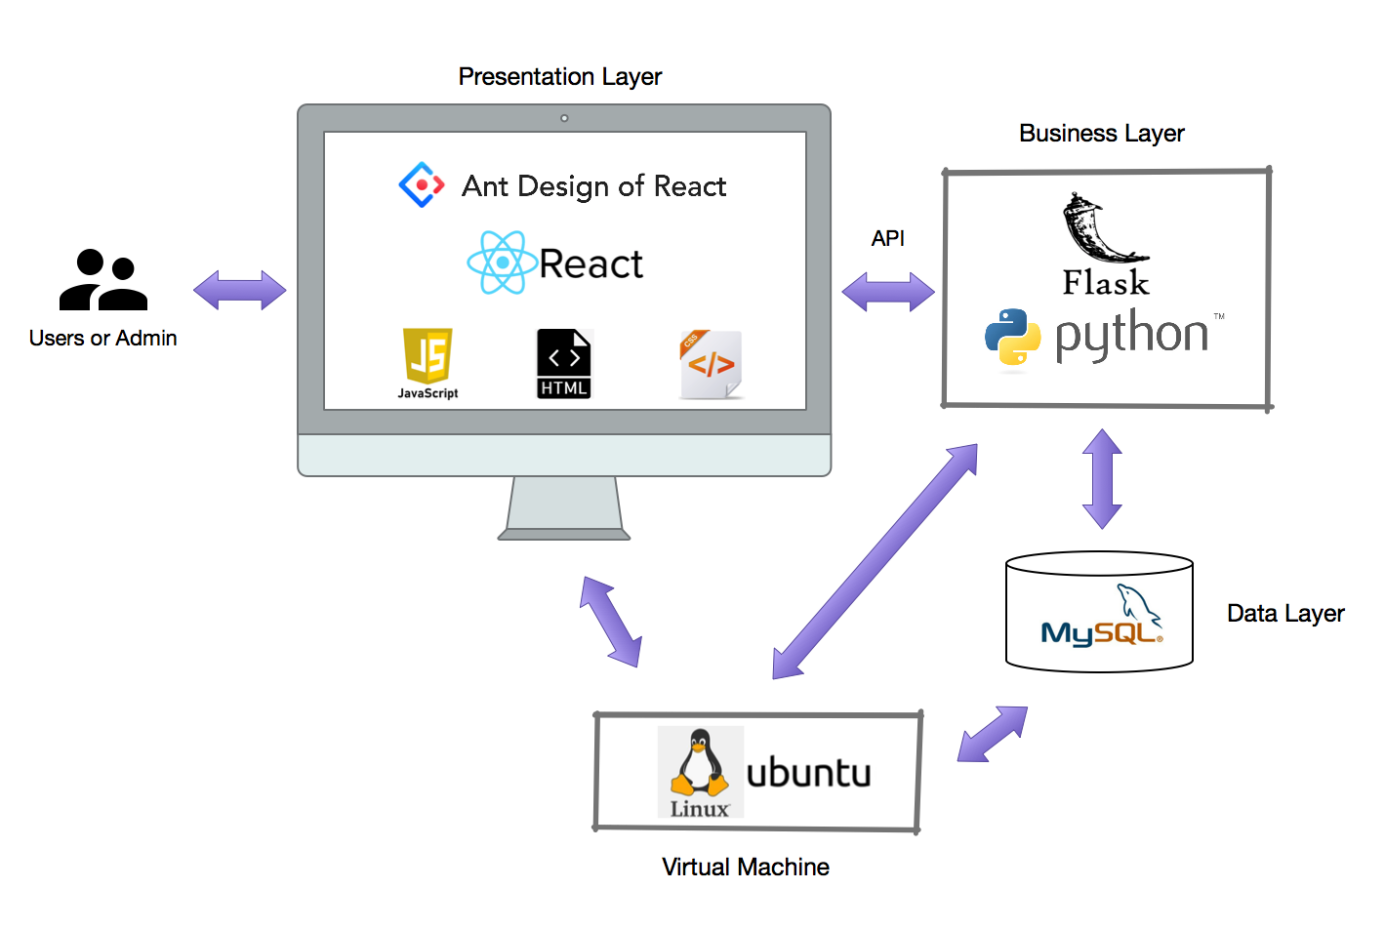 Presentation Layer
Business Layer
Ant Design of React
React
JS
JavaScript
< >
HTML
CSS
</>
API
Flask
python™
Users or Admin
MySQL®
Data Layer
Linux
ubuntu
Virtual Machine